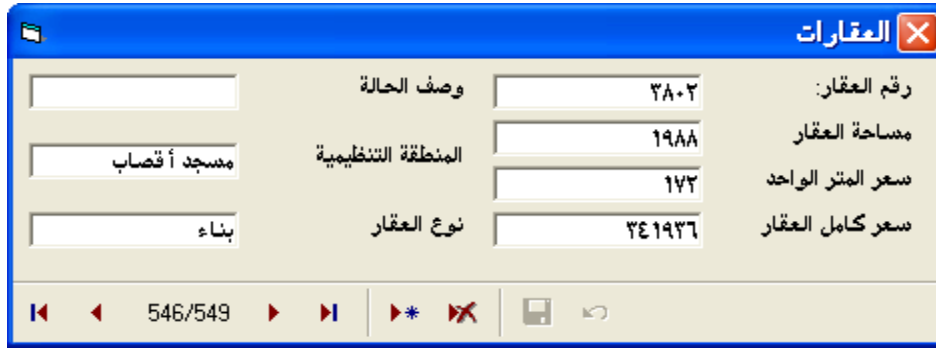 العقارات
رقم العقار: ٣٨٠٢
مساحة العقار ١٩٨٨
سعر المتر الواحد ١٧٢
سعر كامل العقار ٣٤١٩٣٦
وصف الحالة
المنطقة التنظيمية مسجد أقصاب
نوع العقار بناء
546/549